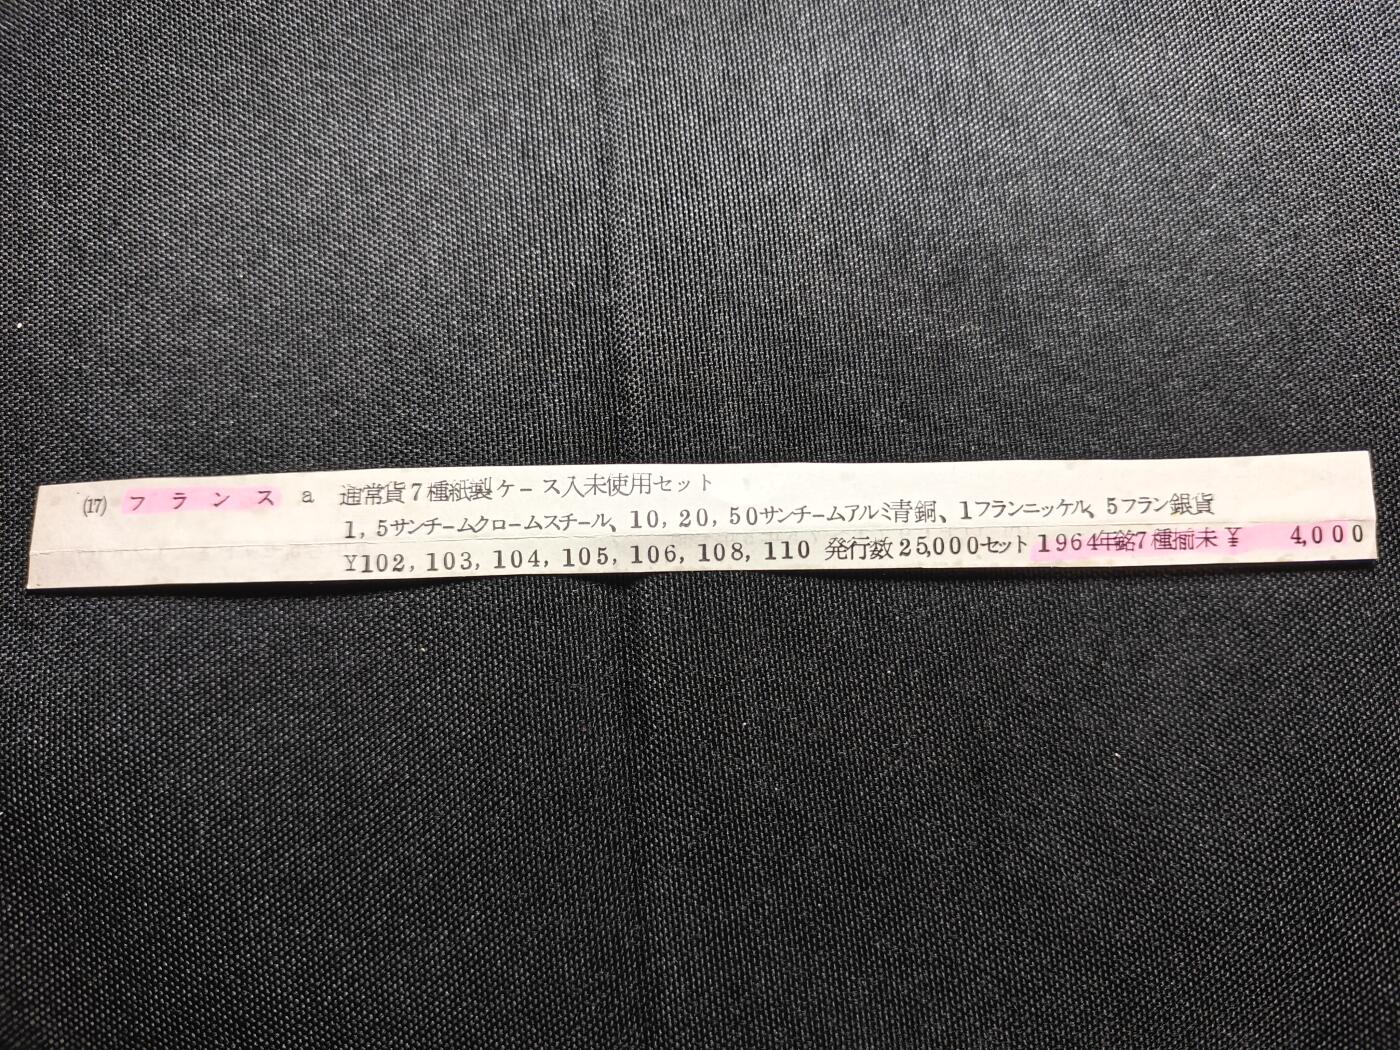 (17) フランス a 通常貨7種紙製ケース入未使用セット
1, 5サンチームクロームスチール、10, 20, 50サンチームアルミ青銅、1フランニッケル、5フラン銀貨
Y102, 103, 104, 105, 106, 108, 110 発行数25,000セット 1964年銘7種揃未 ¥ 4,000